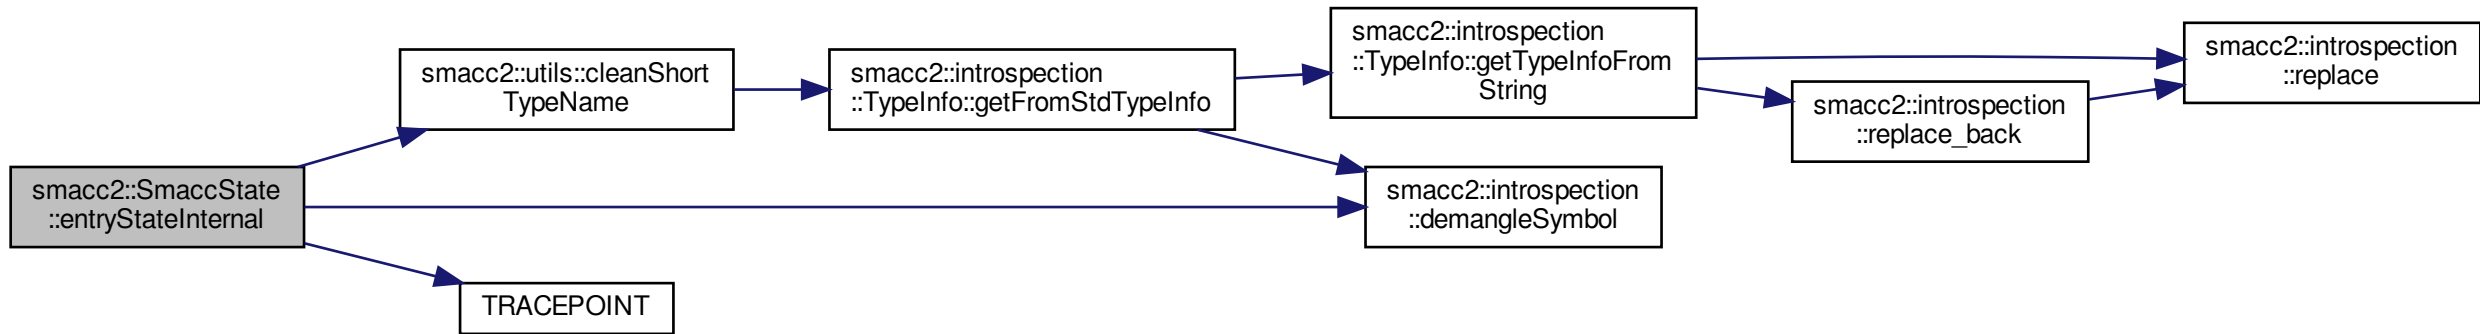 smacc2::SmaccState
::entryStateInternal
smacc2::utils::cleanShort
TypeName
TRACEPOINT
smacc2::introspection
::TypeInfo::getFromStdTypeInfo
smacc2::introspection
::TypeInfo::getTypeInfoFrom
String
smacc2::introspection
::demangleSymbol
smacc2::introspection
::replace_back
smacc2::introspection
::replace